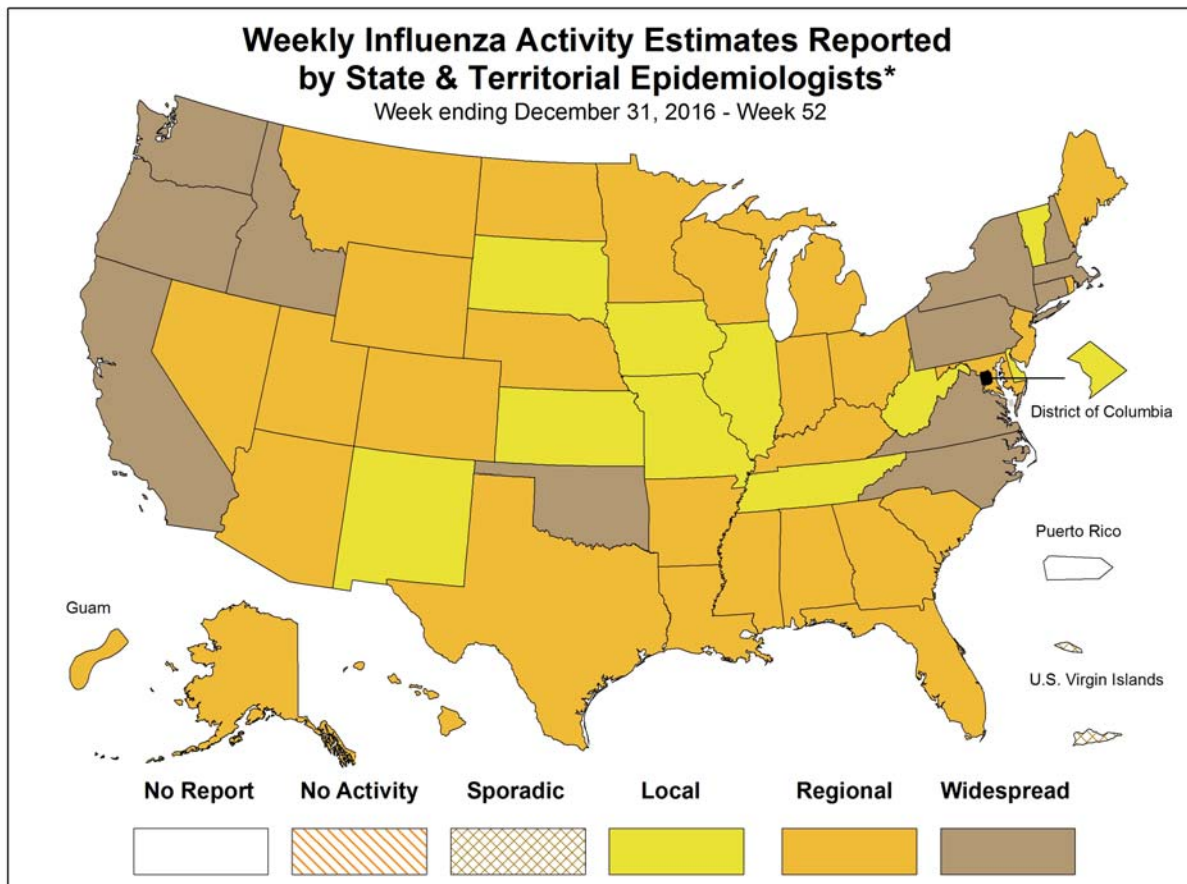 Weekly Influenza Activity Estimates Reported
by State & Territorial Epidemiologists*
Week ending December 31, 2016 - Week 52
District of Columbia
Puerto Rico
Guam
U.S. Virgin Islands
No Report No Activity Sporadic Local Regional Widespread